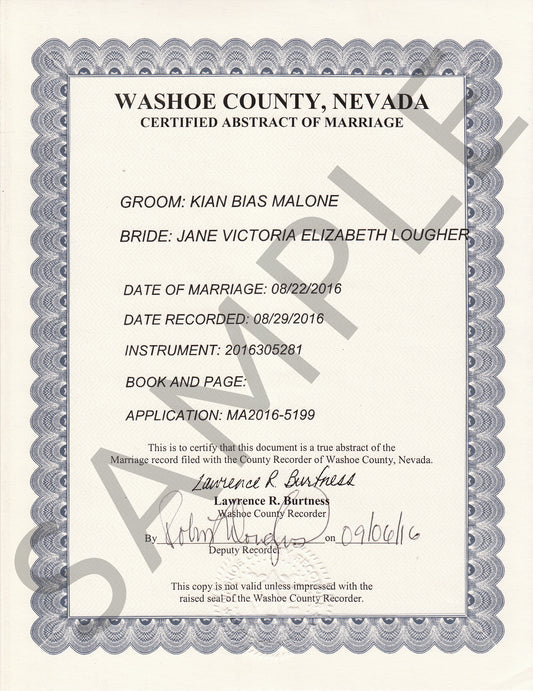 WASHOE COUNTY, NEVADA
CERTIFIED ABSTRACT OF MARRIAGE
GROOM: KIAN BIAS MALONE
BRIDE: JANE VICTORIA ELIZABETH LOUGHER
DATE OF MARRIAGE: 08/22/2016
DATE RECORDED: 08/29/2016
INSTRUMENT: 2016305281
BOOK AND PAGE:
APPLICATION: MA2016-5199
This is to certify that this document is a true abstract of the
Marriage record filed with the County Recorder of Washoe County, Nevada.
Lawrence R. Burtness
Lawrence R. Burtness
Washoe County Recorder
By on 09/06/16
Deputy Recorder
This copy is not valid unless impressed with the
raised seal of the Washoe County Recorder.
SAMPLE